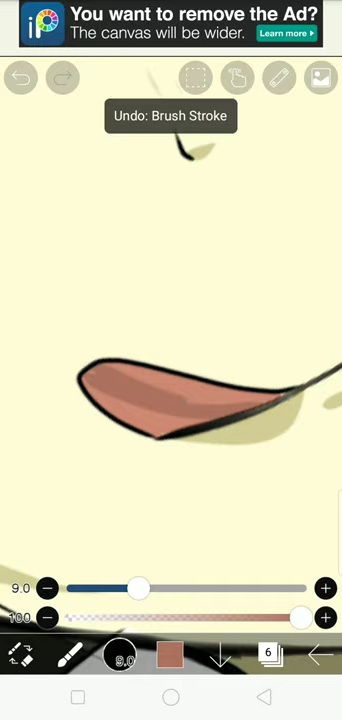 You want to remove the Ad?
The canvas will be wider.
Learn more
Undo: Brush Stroke
9.0
100
9.0
6